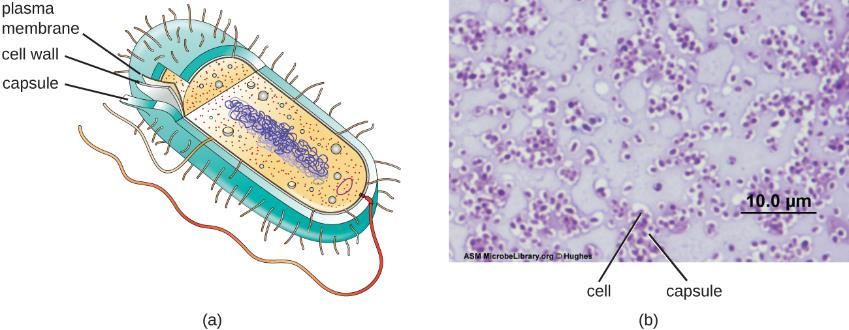 plasma
membrane
cell wall
capsule
10.0 µm
ASM MicrobeLibrary.org © Hughes
cell
capsule
(a)
(b)